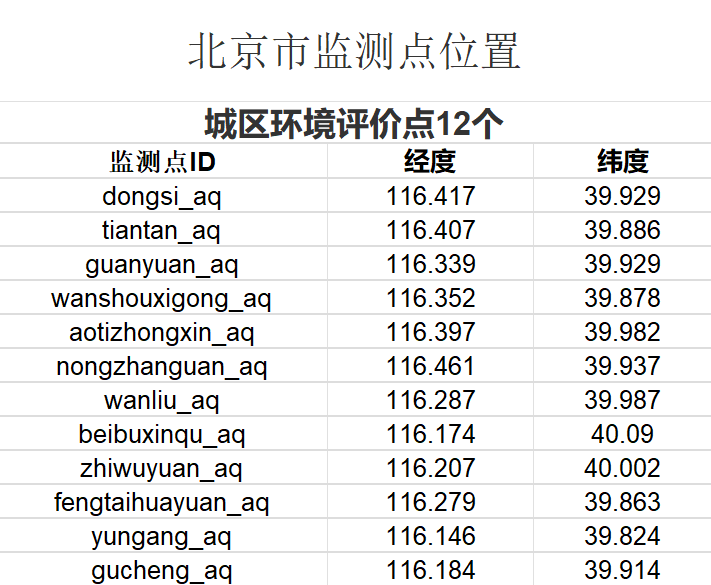 北京市监测点位置
城区环境评价点12个
监测点ID 经度 纬度
dongsi_aq 116.417 39.929
tiantan_aq 116.407 39.886
guanyuan_aq 116.339 39.929
wanshouxigong_aq 116.352 39.878
aotizhongxin_aq 116.397 39.982
nongzhanguan_aq 116.461 39.937
wanliu_aq 116.287 39.987
beibuxinqu_aq 116.174 40.09
zhiwuyuan_aq 116.207 40.002
fengtaihuayuan_aq 116.279 39.863
yungang_aq 116.146 39.824
gucheng_aq 116.184 39.914